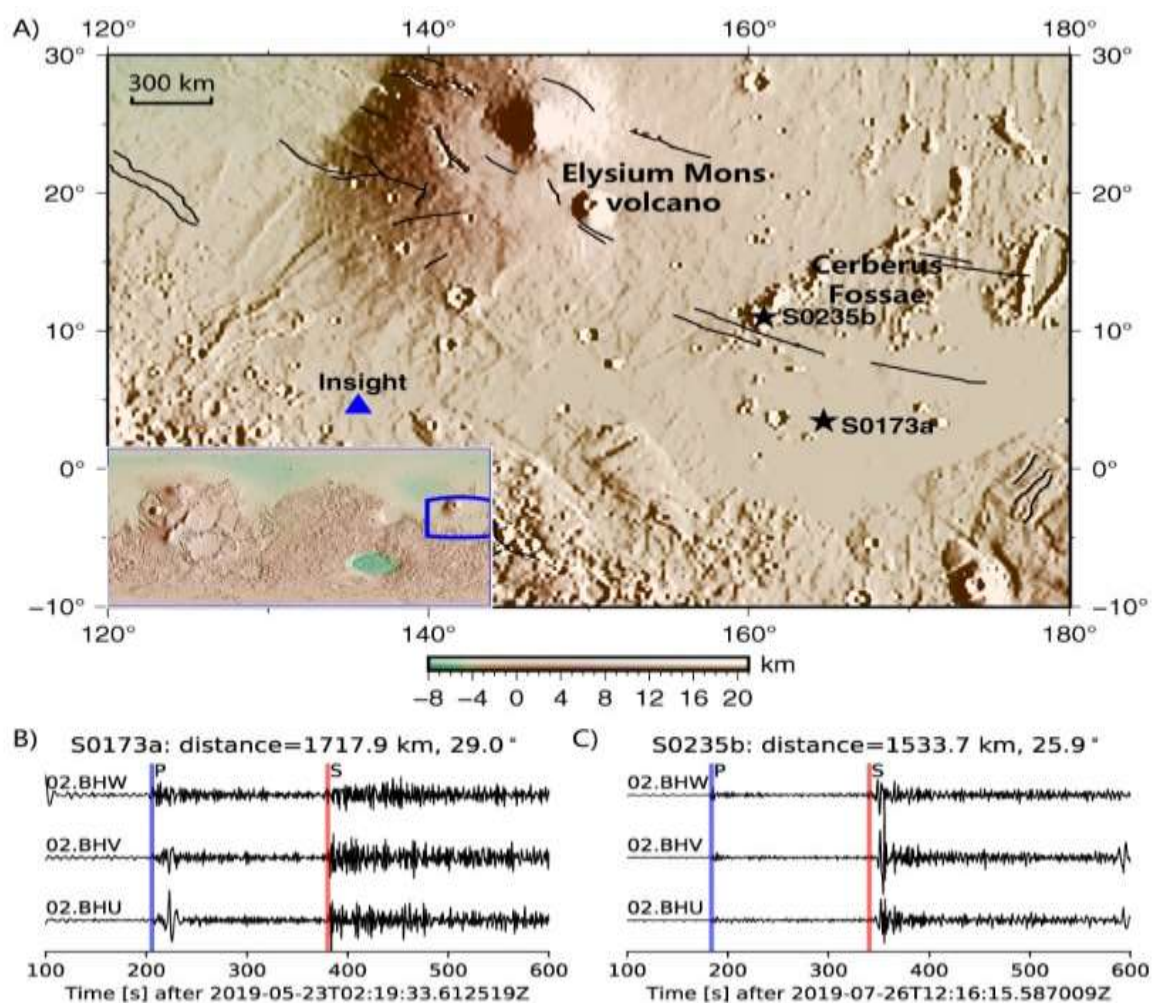 A)
120° 140° 160° 180°
30° 30°
300 km
Elysium Mons
volcano
20° 20°
Cerberus
Fossae
S0235b
10° 10°
Insight
S0173a
0° 0°
−10° −10°
120° 140° 160° 180°
km
−8 −4 0 4 8 12 16 20
B)
S0173a: distance=1717.9 km, 29.0°
P S
02.BHW
02.BHV
02.BHU
100 200 300 400 500 600
Time [s] after 2019-05-23T02:19:33.612519Z
C)
S0235b: distance=1533.7 km, 25.9°
P S
02.BHW
02.BHV
02.BHU
100 200 300 400 500 600
Time [s] after 2019-07-26T12:16:15.587009Z